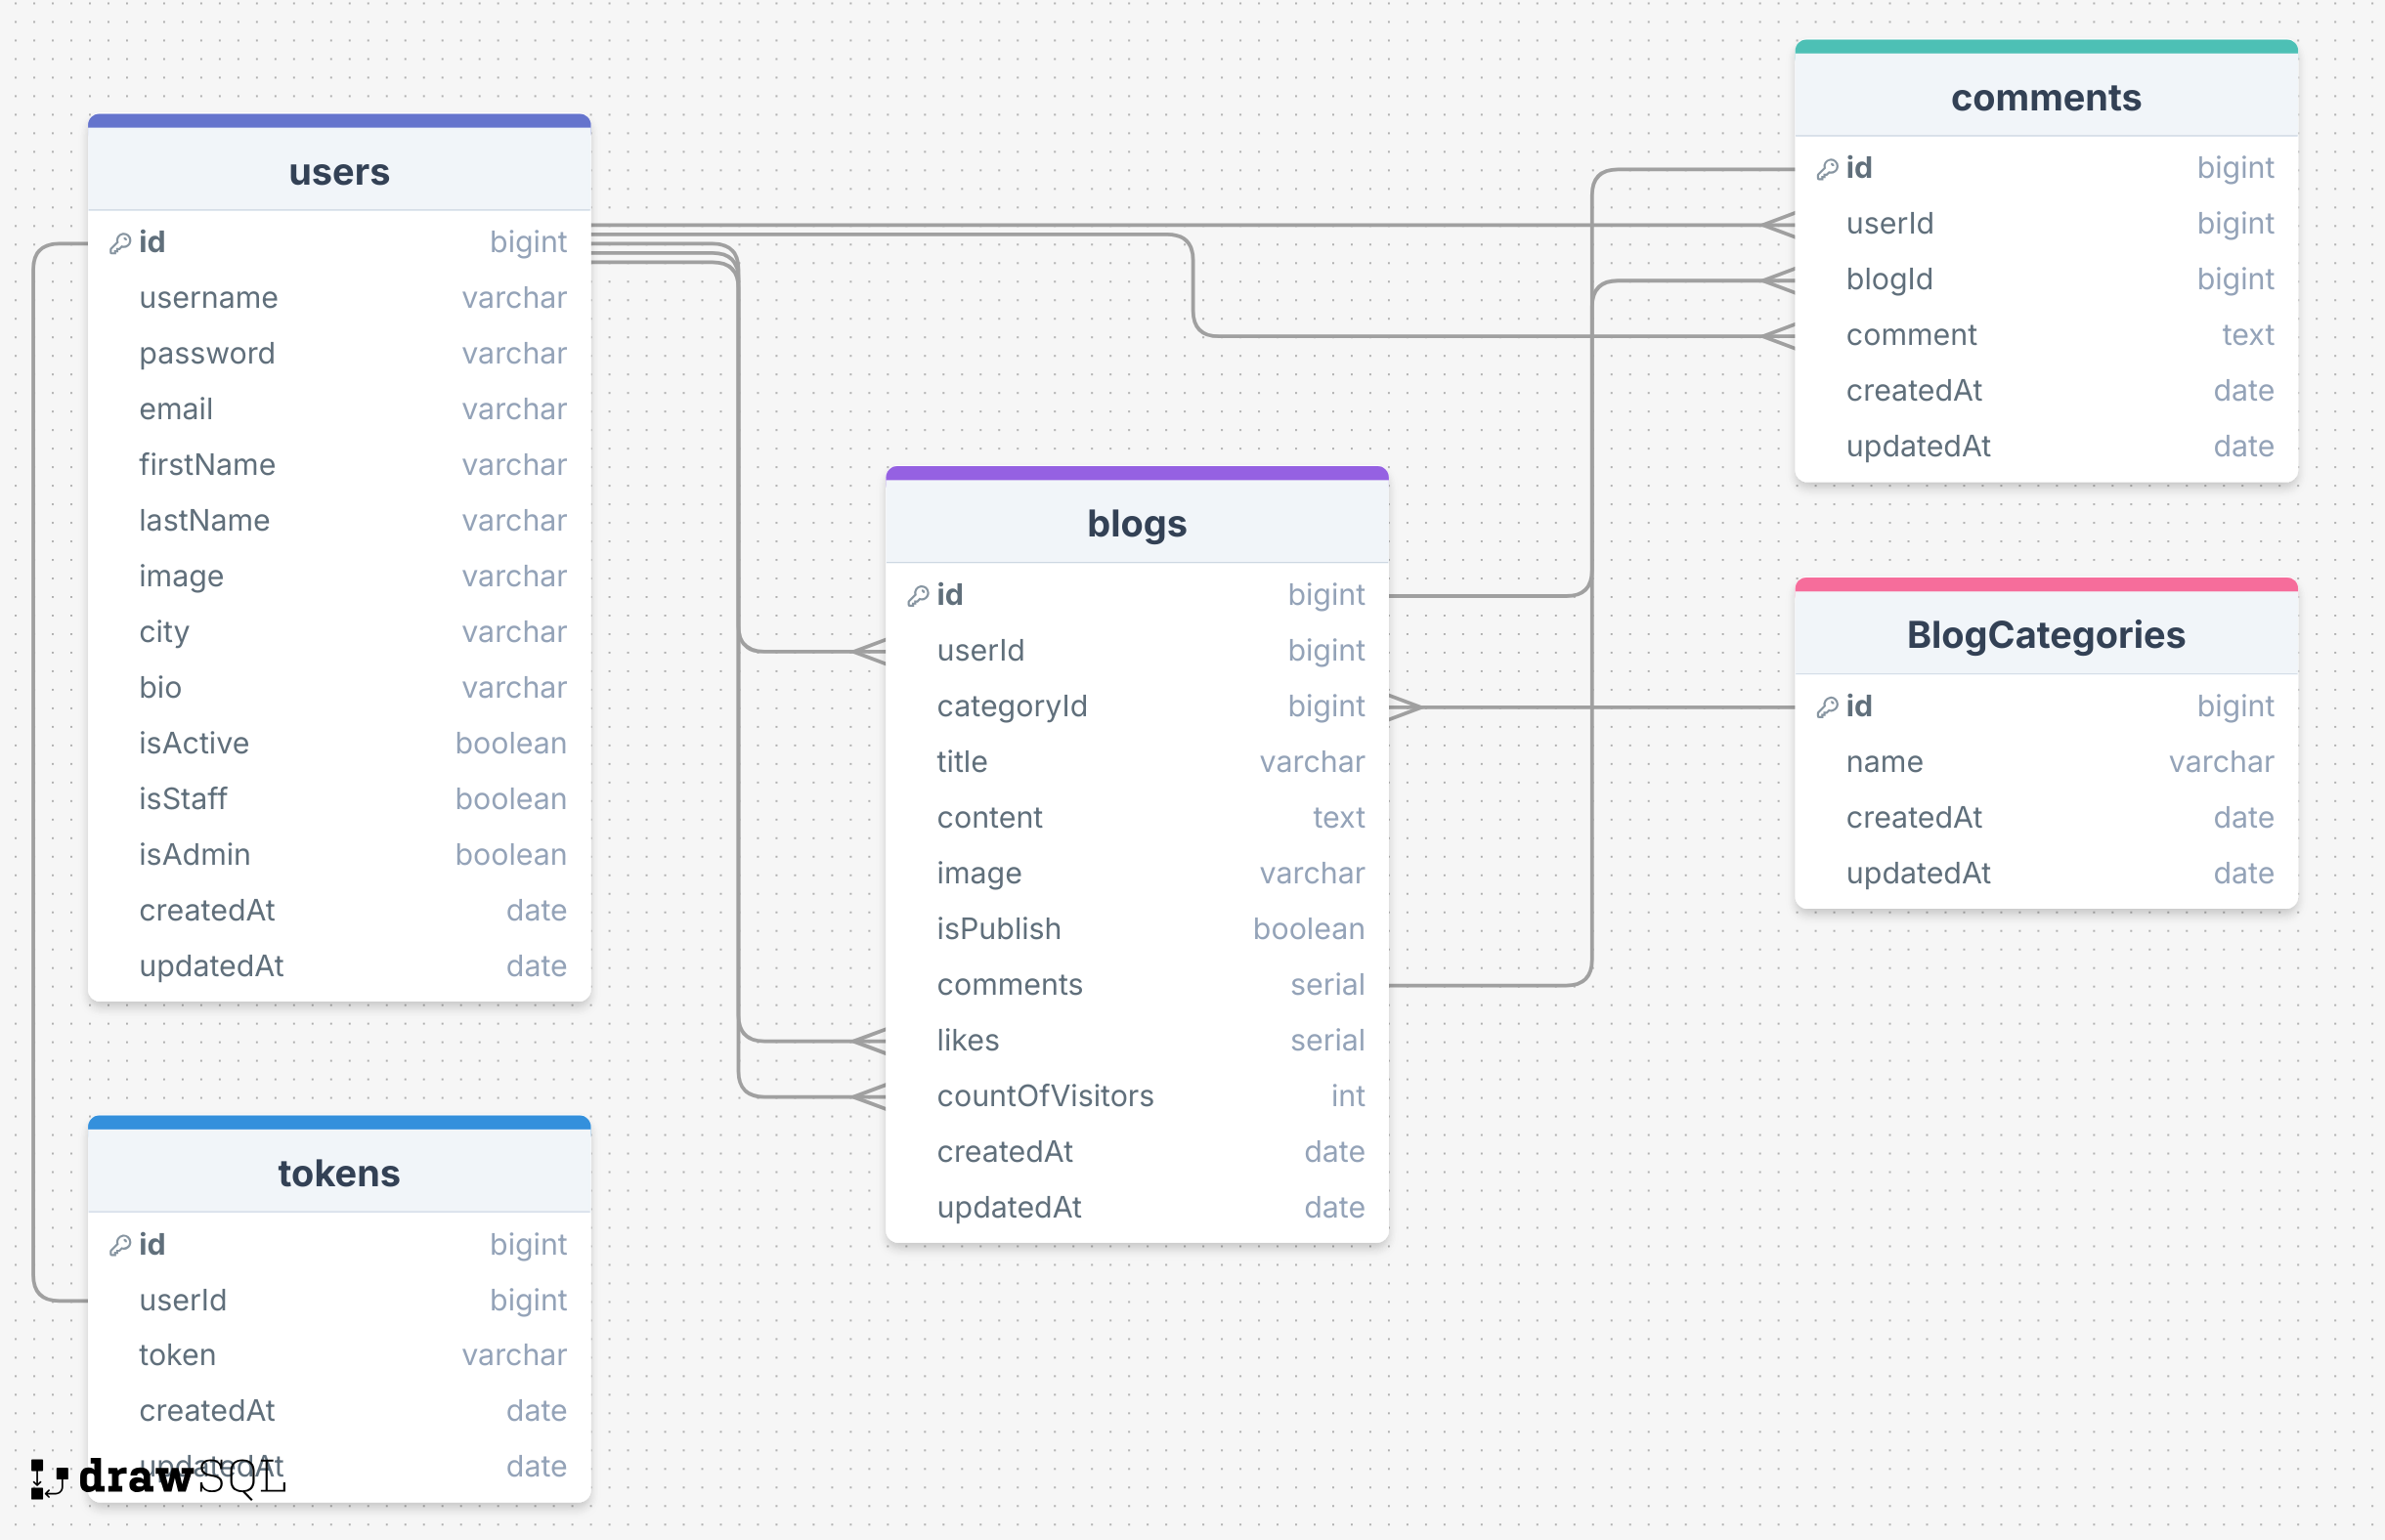 users
id bigint
username varchar
password varchar
email varchar
firstName varchar
lastName varchar
image varchar
city varchar
bio varchar
isActive boolean
isStaff boolean
isAdmin boolean
createdAt date
updatedAt date
tokens
id bigint
userId bigint
token varchar
createdAt date
updatedAt date
drawSQL
blogs
id bigint
userId bigint
categoryId bigint
title varchar
content text
image varchar
isPublish boolean
comments serial
likes serial
countOfVisitors int
createdAt date
updatedAt date
comments
id bigint
userId bigint
blogId bigint
comment text
createdAt date
updatedAt date
BlogCategories
id bigint
name varchar
createdAt date
updatedAt date